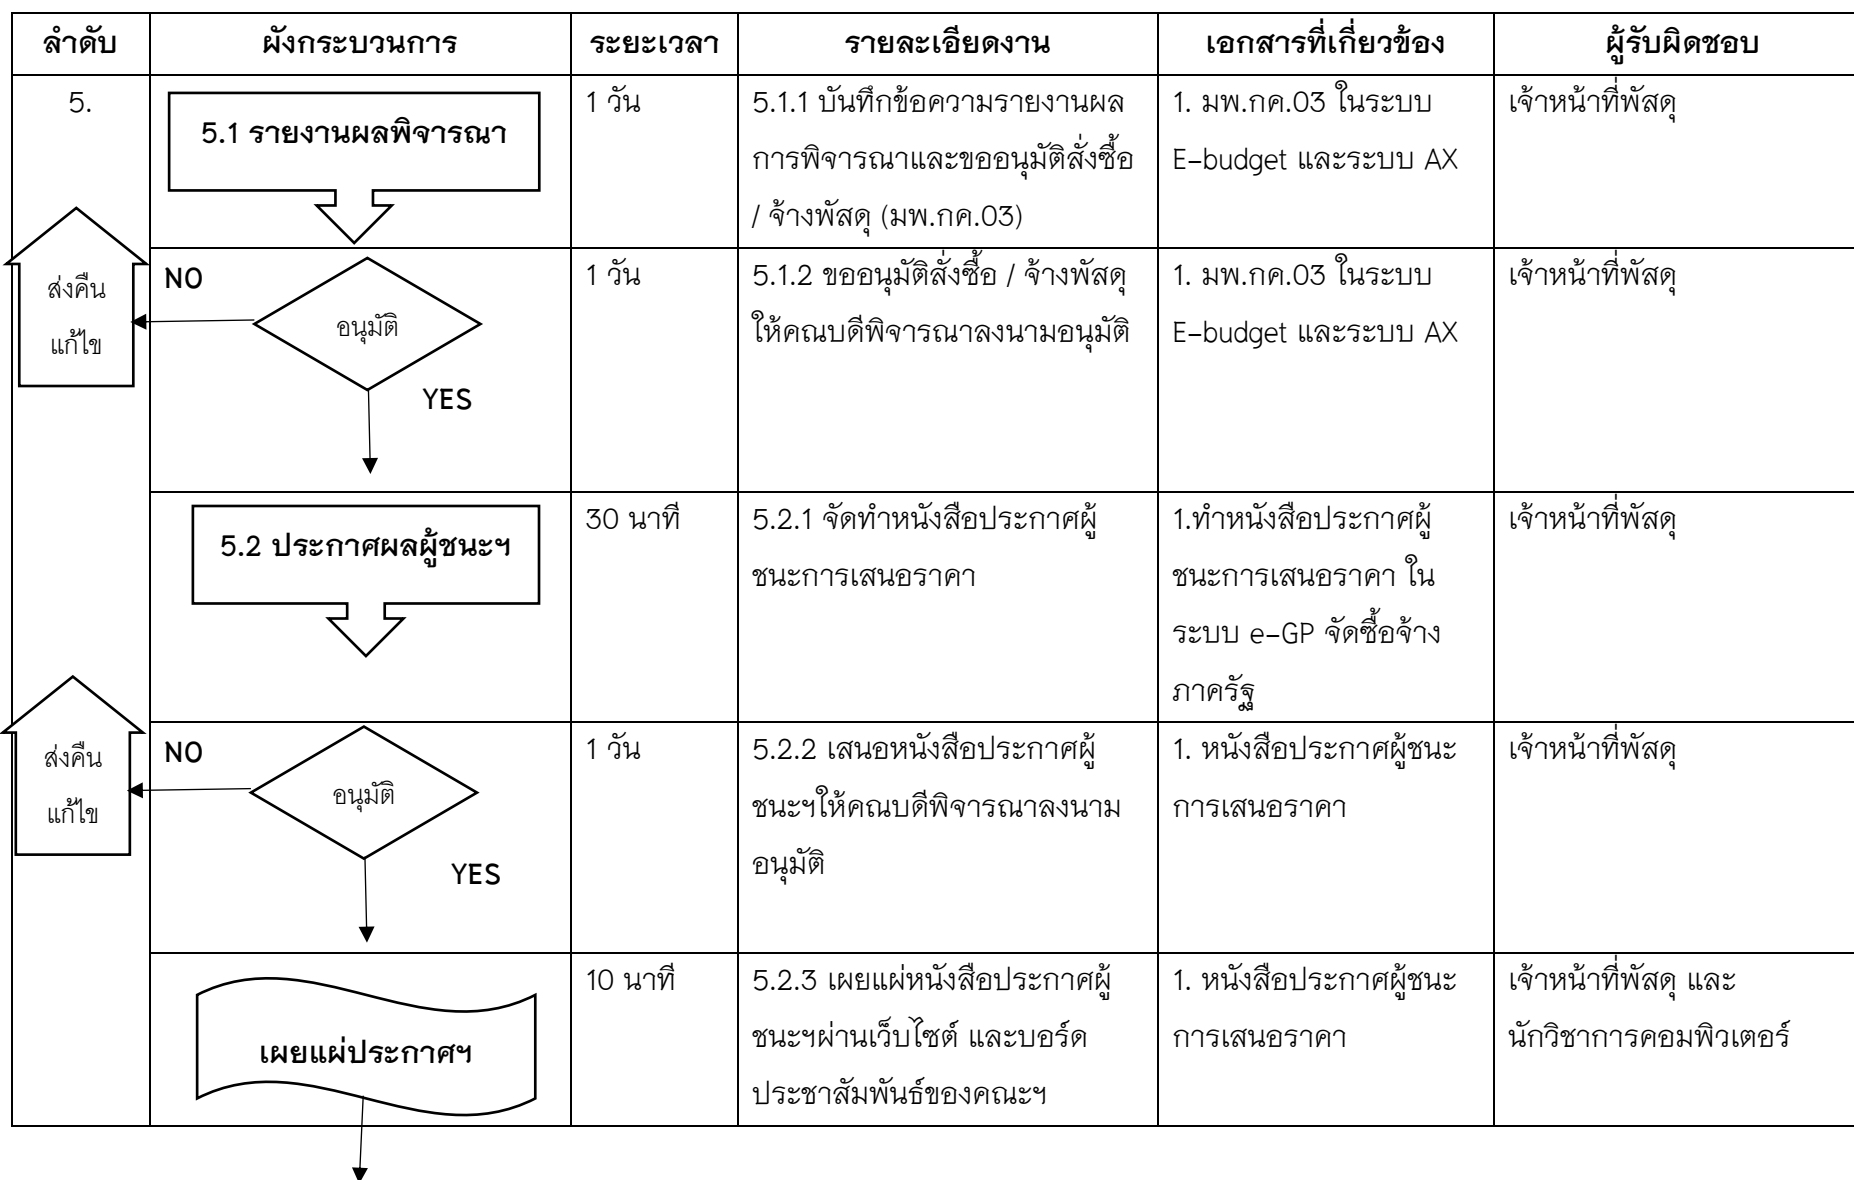 ลำดับ ผังกระบวนการ ระยะเวลา รายละเอียดงาน เอกสารที่เกี่ยวข้อง ผู้รับผิดชอบ
5.
5.1 รายงานผลพิจารณา
1 วัน
5.1.1 บันทึกข้อความรายงานผล
การพิจารณาและขออนุมัติสั่งซื้อ
/ จ้างพัสดุ (มพ.กค.03)
1. มพ.กค.03 ในระบบ
E-budget และระบบ AX
เจ้าหน้าที่พัสดุ
ส่งคืน
แก้ไข
NO
อนุมัติ
YES
1 วัน
5.1.2 ขออนุมัติสั่งซื้อ / จ้างพัสดุ
ให้คณบดีพิจารณาลงนามอนุมัติ
1. มพ.กค.03 ในระบบ
E-budget และระบบ AX
เจ้าหน้าที่พัสดุ
5.2 ประกาศผลผู้ชนะฯ
30 นาที
5.2.1 จัดทำหนังสือประกาศผู้
ชนะการเสนอราคา
1.ทำหนังสือประกาศผู้
ชนะการเสนอราคา ใน
ระบบ e-GP จัดซื้อจ้าง
ภาครัฐ
เจ้าหน้าที่พัสดุ
ส่งคืน
แก้ไข
NO
อนุมัติ
YES
1 วัน
5.2.2 เสนอหนังสือประกาศผู้
ชนะฯให้คณบดีพิจารณาลงนาม
อนุมัติ
1. หนังสือประกาศผู้ชนะ
การเสนอราคา
เจ้าหน้าที่พัสดุ
เผยแผ่ประกาศฯ
10 นาที
5.2.3 เผยแผ่หนังสือประกาศผู้
ชนะฯผ่านเว็บไซต์ และบอร์ด
ประชาสัมพันธ์ของคณะฯ
1. หนังสือประกาศผู้ชนะ
การเสนอราคา
เจ้าหน้าที่พัสดุ และ
นักวิชาการคอมพิวเตอร์